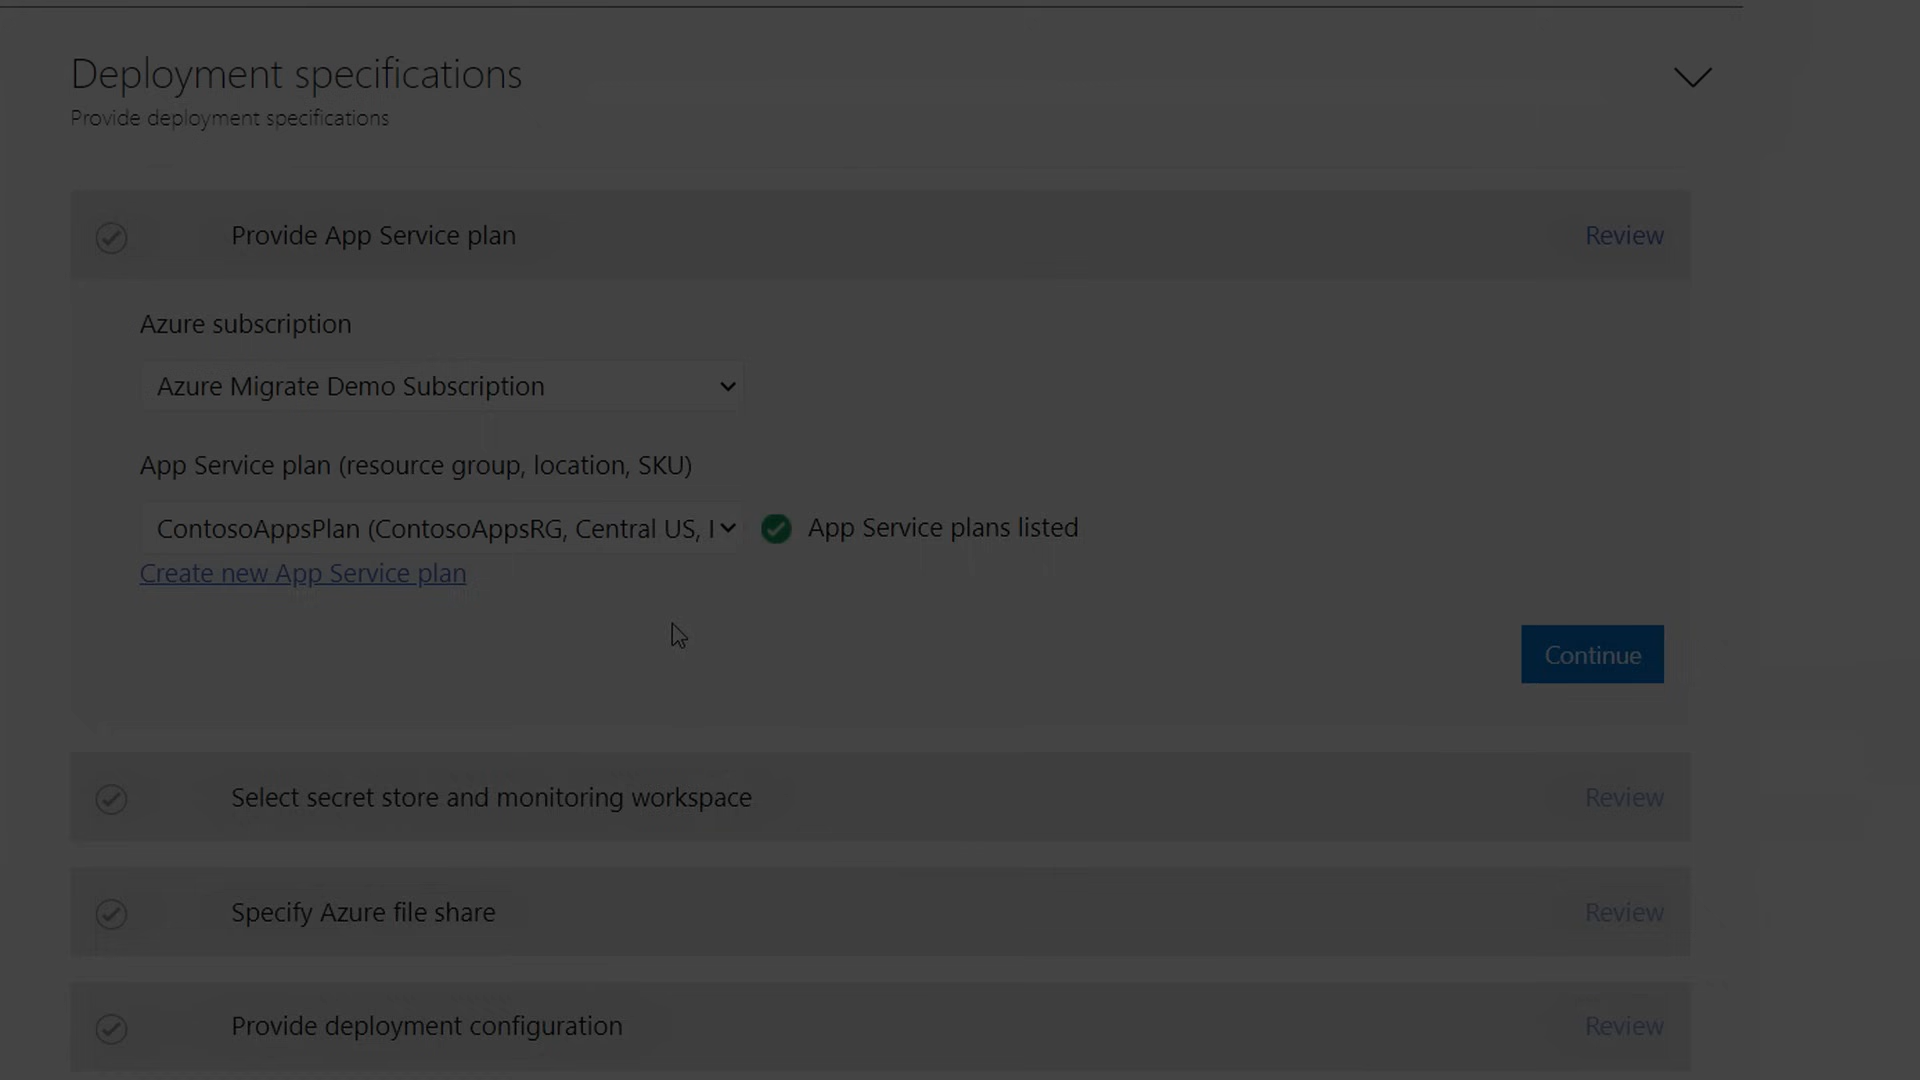 Deployment specifications
Provide deployment specifications
Provide App Service plan
Review
Azure subscription
Azure Migrate Demo Subscription
App Service plan (resource group, location, SKU)
ContosoAppsPlan (ContosoAppsRG, Central US, I
App Service plans listed
Create new App Service plan
Continue
Select secret store and monitoring workspace
Review
Specify Azure file share
Review
Provide deployment configuration
Review